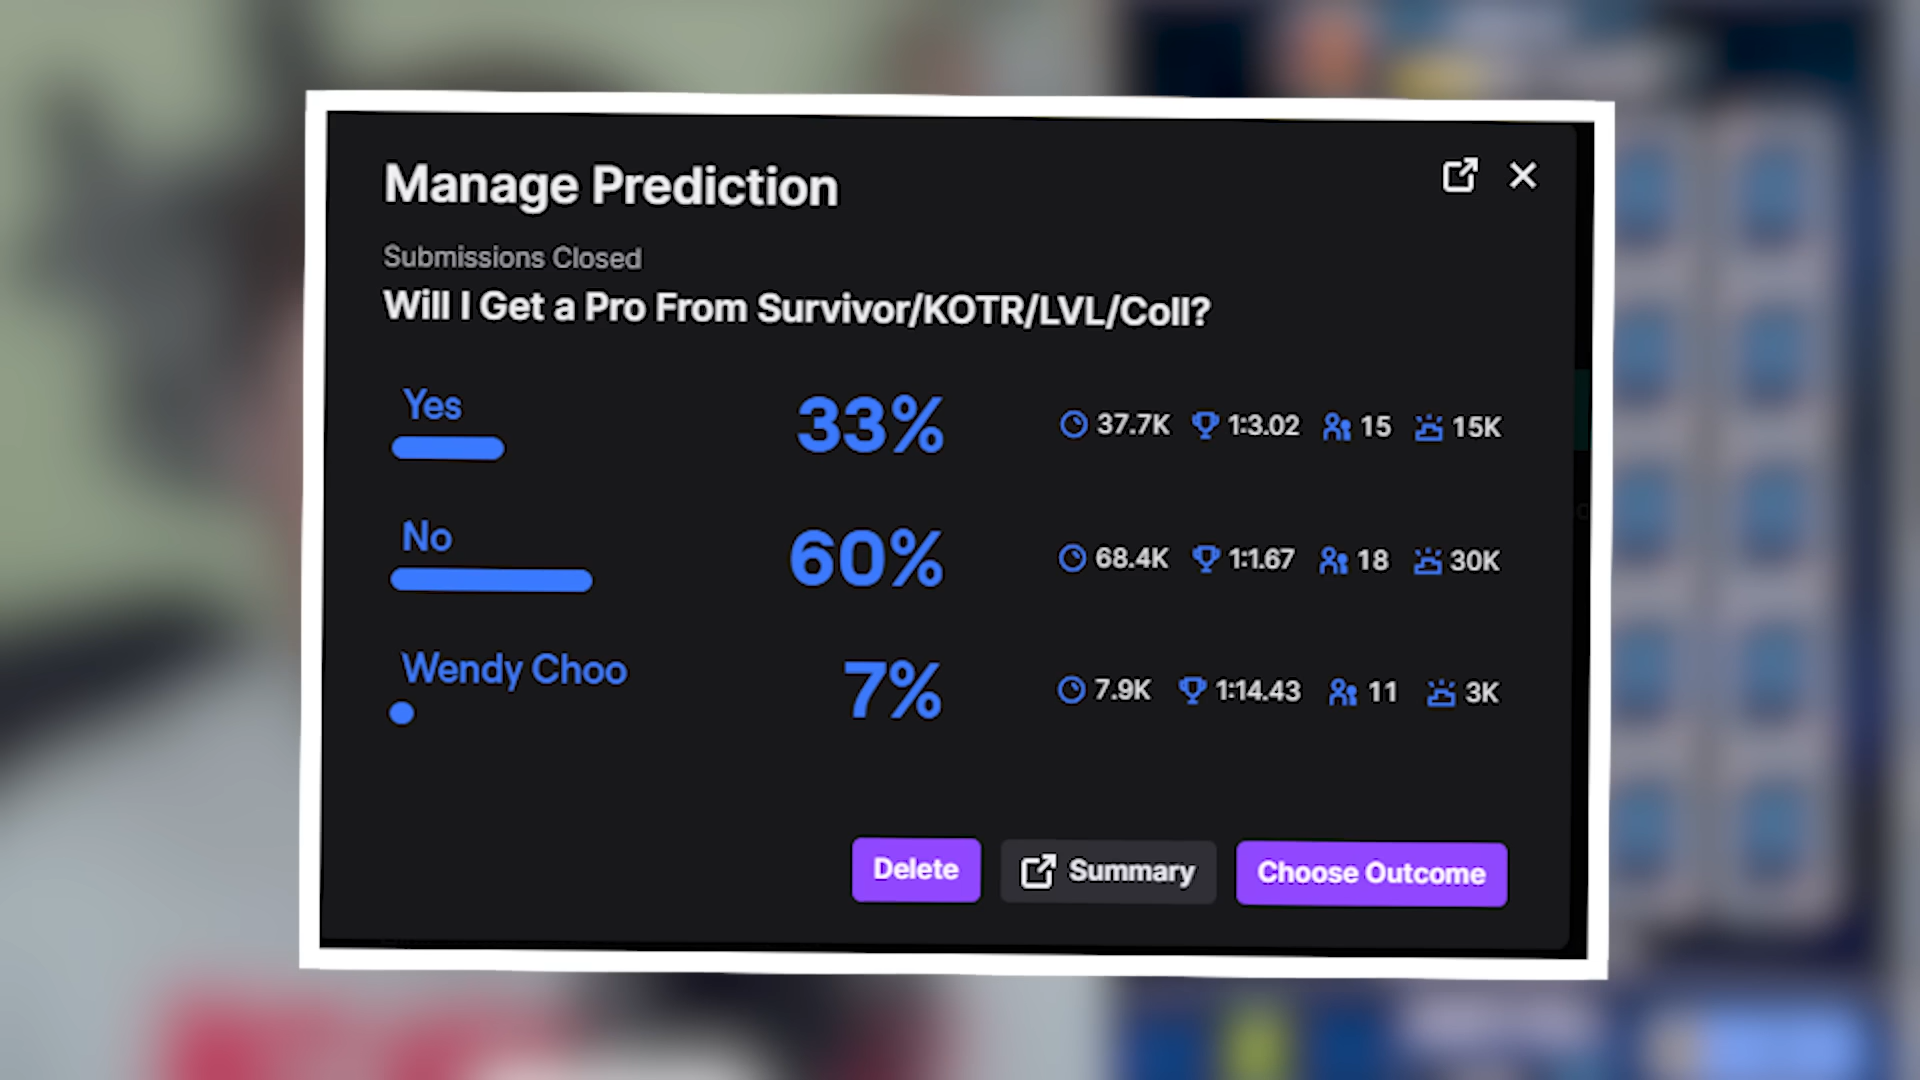 Manage Prediction
Submissions Closed
Will I Get a Pro From Survivor/KOTR/LVL/Coll?
Yes 33% 37.7K 1:3.02 15 15K
No 60% 68.4K 1:1.67 18 30K
Wendy Choo 7% 7.9K 1:14.43 11 3K
Delete Summary Choose Outcome